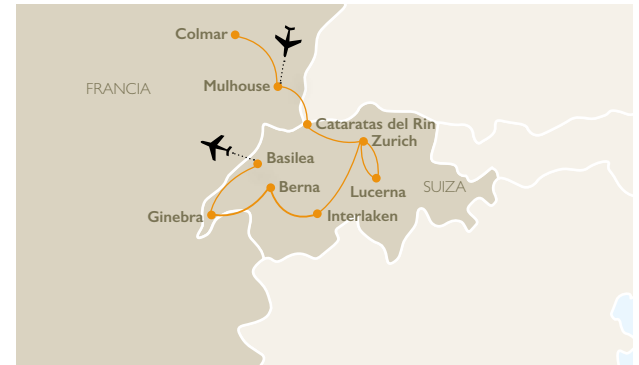 Colmar
FRANCIA
Mulhouse
Cataratas del Rin
Zurich
Basilea
Berna
Lucerna
SUIZA
Ginebra
Interlaken